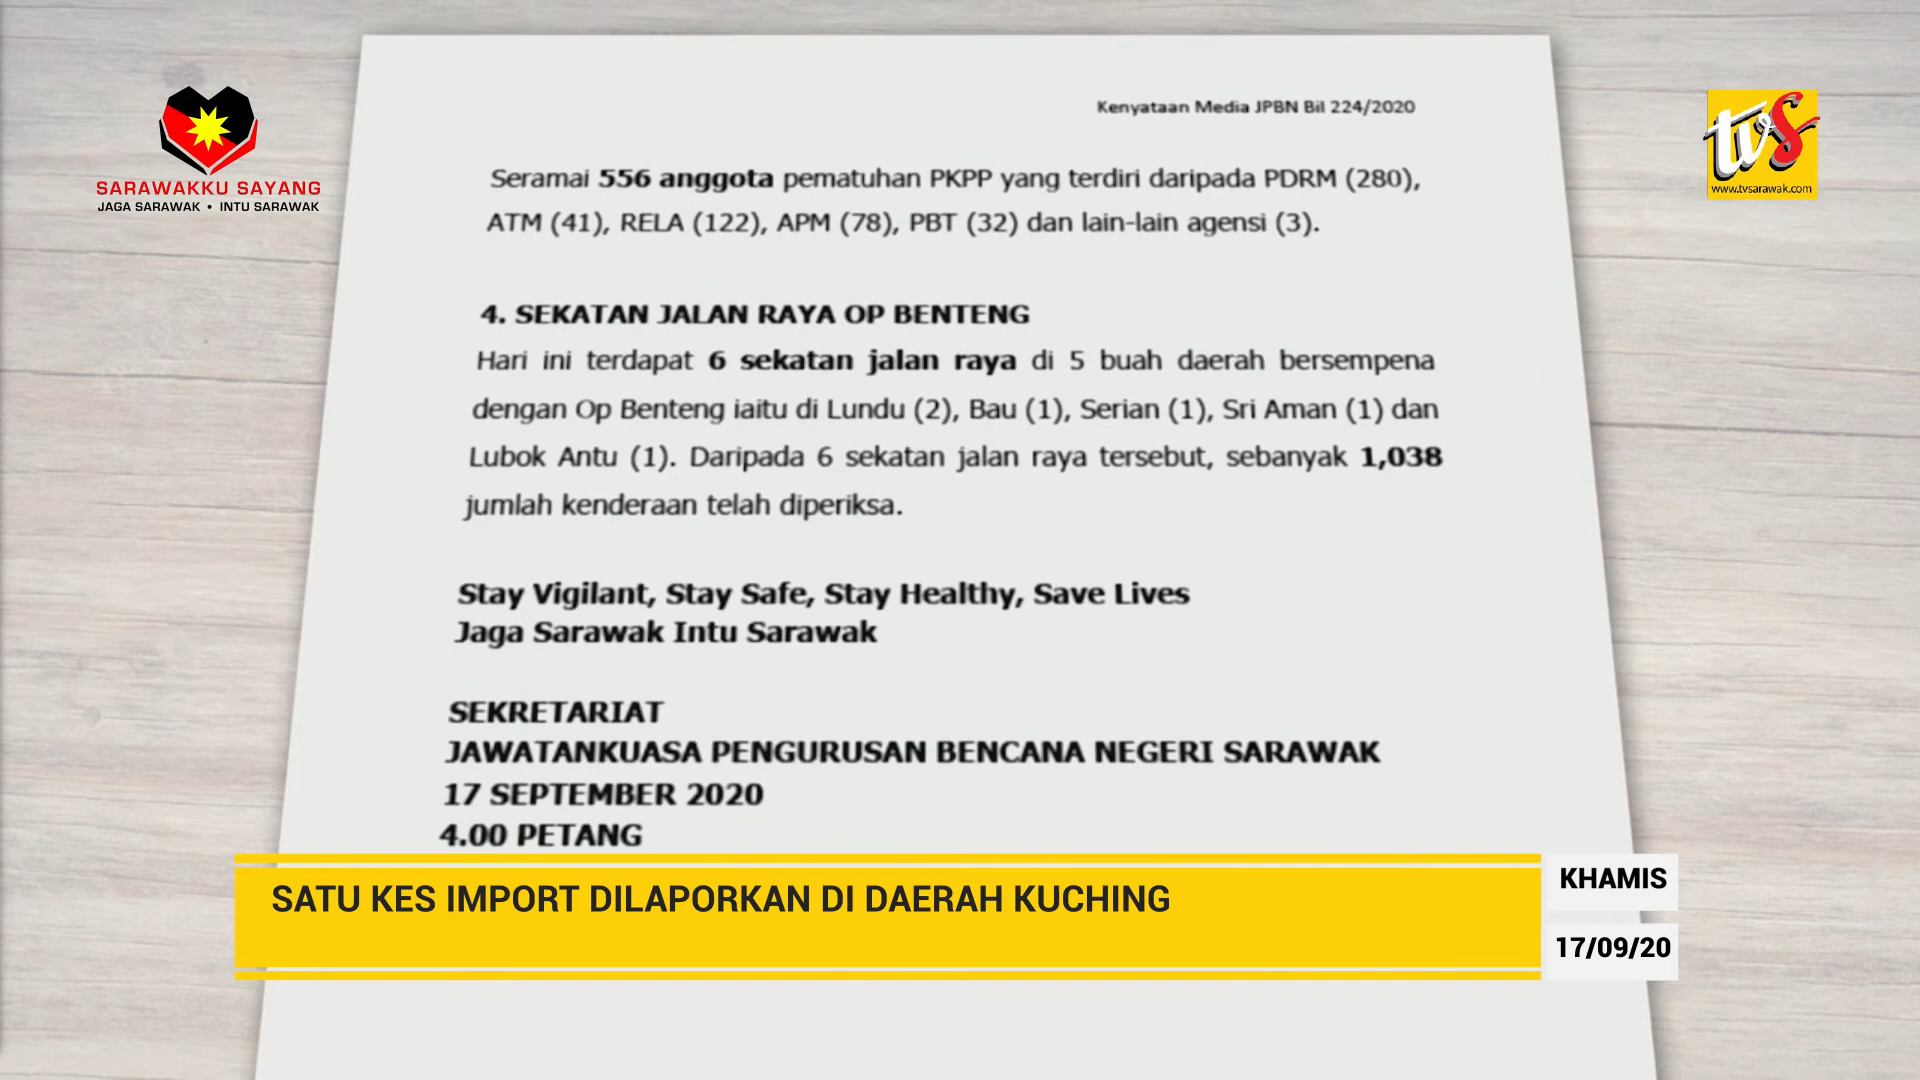 SARAWAKKU SAYANG
JAGA SARAWAK • INTU SARAWAK
tvs
www.tvsarawak.com
Kenyataan Media JPBN Bil 224/2020
Seramai 556 anggota pematuhan PKPP yang terdiri daripada PDRM (280),
ATM (41), RELA (122), APM (78), PBT (32) dan lain-lain agensi (3).
4. SEKATAN JALAN RAYA OP BENTENG
Hari ini terdapat 6 sekatan jalan raya di 5 buah daerah bersempena
dengan Op Benteng iaitu di Lundu (2), Bau (1), Serian (1), Sri Aman (1) dan
Lubok Antu (1). Daripada 6 sekatan jalan raya tersebut, sebanyak 1,038
jumlah kenderaan telah diperiksa.
Stay Vigilant, Stay Safe, Stay Healthy, Save Lives
Jaga Sarawak Intu Sarawak
SEKRETARIAT
JAWATANKUASA PENGURUSAN BENCANA NEGERI SARAWAK
17 SEPTEMBER 2020
4.00 PETANG
SATU KES IMPORT DILAPORKAN DI DAERAH KUCHING
KHAMIS
17/09/20